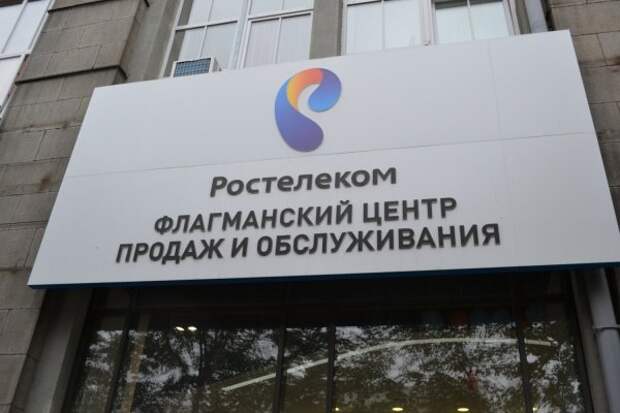 Ростелеком
ФЛАГМАНСКИЙ ЦЕНТР
ПРОДАЖ И ОБСЛУЖИВАНИЯ